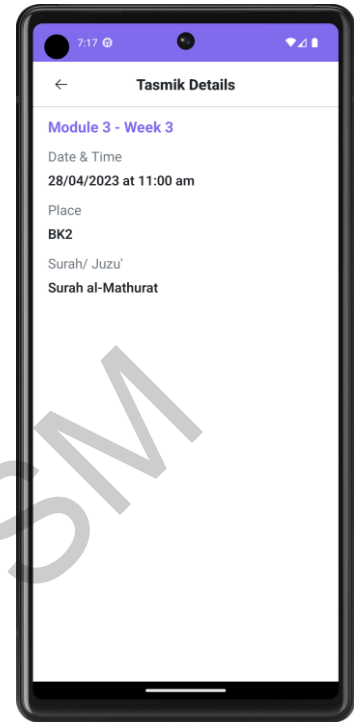 7:17
Tasmik Details
Module 3 - Week 3
Date & Time
28/04/2023 at 11:00 am
Place
BK2
Surah/ Juzu'
Surah al-Mathurat
SM